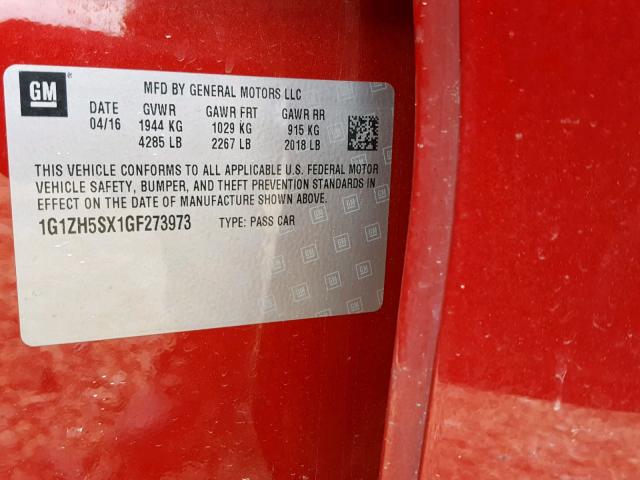 GM
MFD BY GENERAL MOTORS LLC
DATE GVWR GAWR FRT GAWR RR
04/16 1944 KG 1029 KG 915 KG
4285 LB 2267 LB 2018 LB
THIS VEHICLE CONFORMS TO ALL APPLICABLE U.S. FEDERAL MOTOR
VEHICLE SAFETY, BUMPER, AND THEFT PREVENTION STANDARDS IN
EFFECT ON THE DATE OF MANUFACTURE SHOWN ABOVE.
1G1ZH5SX1GF273973 TYPE: PASS CAR